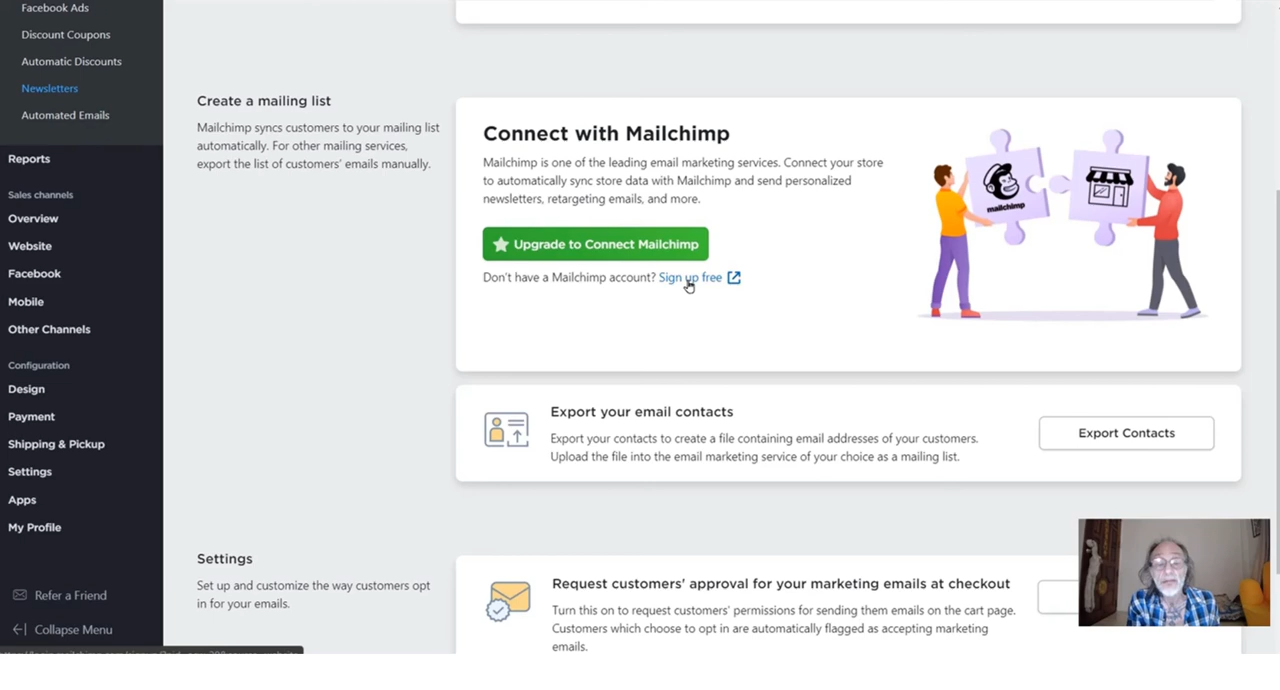 Facebook Ads
Discount Coupons
Automatic Discounts
Newsletters
Automated Emails
Reports
Sales channels
Overview
Website
Facebook
Mobile
Other Channels
Configuration
Design
Payment
Shipping & Pickup
Settings
Apps
My Profile
Refer a Friend
Collapse Menu
Create a mailing list
Mailchimp syncs customers to your mailing list
automatically. For other mailing services,
export the list of customers' emails manually.
Connect with Mailchimp
Mailchimp is one of the leading email marketing services. Connect your store
to automatically sync store data with Mailchimp and send personalized
newsletters, retargeting emails, and more.
Upgrade to Connect Mailchimp
Don't have a Mailchimp account? Sign up free
mailchimp
Export your email contacts
Export your contacts to create a file containing email addresses of your customers.
Upload the file into the email marketing service of your choice as a mailing list.
Export Contacts
Settings
Set up and customize the way customers opt
in for your emails.
Request customers' approval for your marketing emails at checkout
Turn this on to request customers' permissions for sending them emails on the cart page.
Customers which choose to opt in are automatically flagged as accepting marketing
emails.